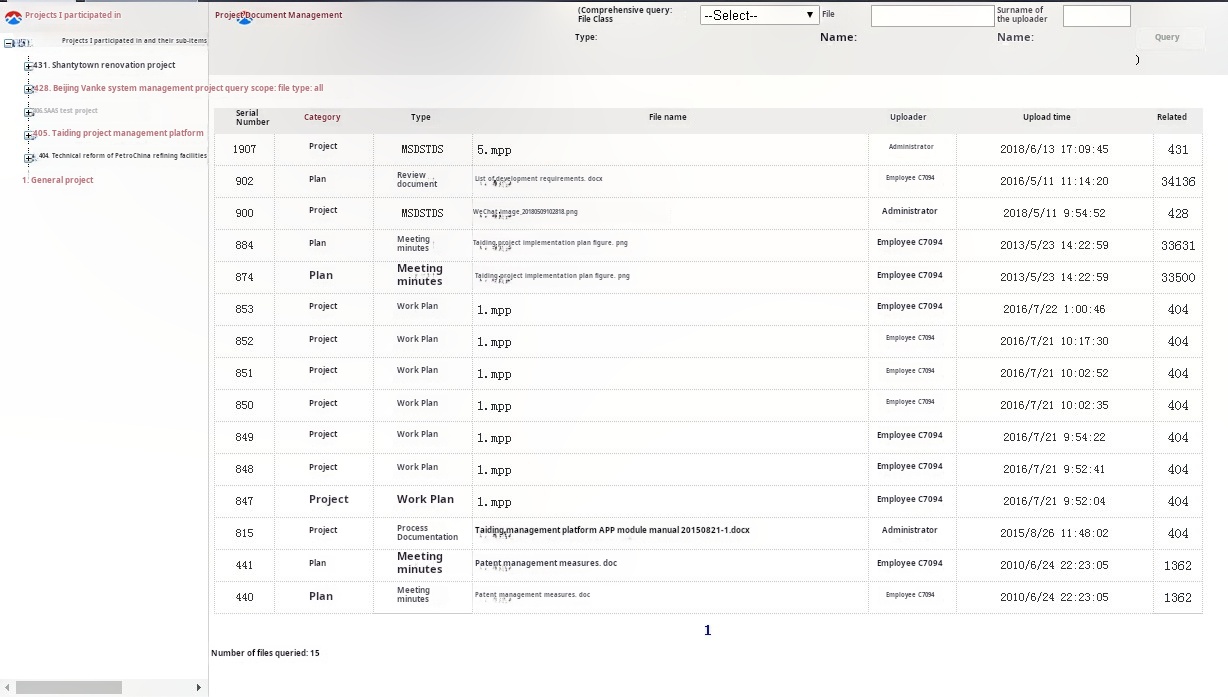 Projects I participated in
Projects I participated in and their sub-items
431. Shantytown renovation project
428. Beijing Vanke system management project query scope: file type: all
SAAS test project
405. Taiding project management platform
404. Technical reform of PetroChina refining facilities
1. General project
Project Document Management
(Comprehensive query:
File Class
Type:
--Select--
File
Name:
Surname of
the uploader
Name:
Query
)
Serial Number Category Type File name Uploader Upload time Related
1907 Project MSDSTDS 5.mpp Administrator 2018/6/13 17:09:45 431
902 Plan Review document List of development requirements. docx Employee C7094 2016/5/11 11:14:20 34136
900 Project MSDSTDS WeChat image_20180509102818.png Administrator 2018/5/11 9:54:52 428
884 Plan Meeting minutes Taiding project implementation plan figure. png Employee C7094 2013/5/23 14:22:59 33631
874 Plan Meeting minutes Taiding project implementation plan figure. png Employee C7094 2013/5/23 14:22:59 33500
853 Project Work Plan 1.mpp Employee C7094 2016/7/22 1:00:46 404
852 Project Work Plan 1.mpp Employee C7094 2016/7/21 10:17:30 404
851 Project Work Plan 1.mpp Employee C7094 2016/7/21 10:02:52 404
850 Project Work Plan 1.mpp Employee C7094 2016/7/21 10:02:35 404
849 Project Work Plan 1.mpp Employee C7094 2016/7/21 9:54:22 404
848 Project Work Plan 1.mpp Employee C7094 2016/7/21 9:52:41 404
847 Project Work Plan 1.mpp Employee C7094 2016/7/21 9:52:04 404
815 Project Process Documentation Taiding management platform APP module manual 20150821-1.docx Administrator 2015/8/26 11:48:02 404
441 Plan Meeting minutes Patent management measures. doc Employee C7094 2010/6/24 22:23:05 1362
440 Plan Meeting minutes Patent management measures. doc Employee C7094 2010/6/24 22:23:05 1362
1
Number of files queried: 15